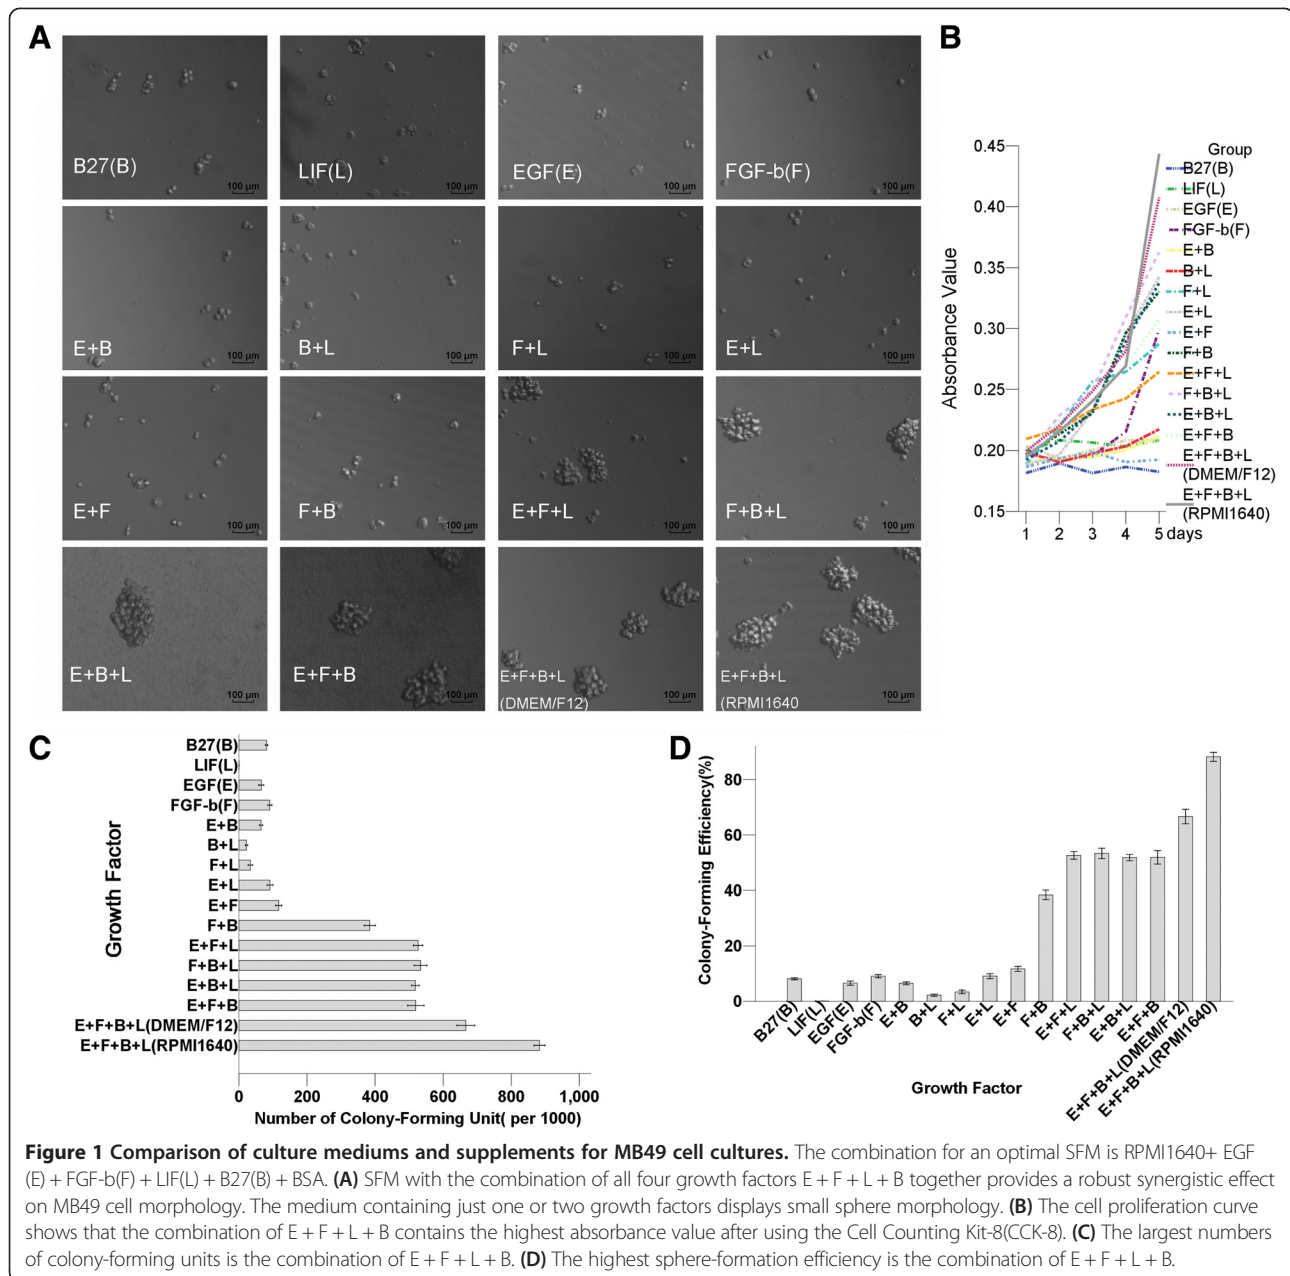 A
B27(B)
100 µm
LIF(L)
100 µm
EGF(E)
100 µm
FGF-b(F)
100 µm
E+B
100 µm
B+L
100 µm
F+L
100 µm
E+L
100 µm
E+F
100 µm
F+B
100 µm
E+F+L
100 µm
F+B+L
100 µm
E+B+L
100 µm
E+F+B
100 µm
E+F+B+L
(DMEM/F12)
100 µm
E+F+B+L
(RPMI1640
100 µm
B
Absorbance Value
0.45
0.40
0.35
0.30
0.25
0.20
0.15
1 2 3 4 5 days
Group
B27(B)
LIF(L)
EGF(E)
FGF-b(F)
E+B
B+L
F+L
E+L
E+F
F+B
E+F+L
F+B+L
E+B+L
E+F+B
E+F+B+L
(DMEM/F12)
E+F+B+L
(RPMI1640)
C
Growth Factor
B27(B)
LIF(L)
EGF(E)
FGF-b(F)
E+B
B+L
F+L
E+L
E+F
F+B
E+F+L
F+B+L
E+B+L
E+F+B
E+F+B+L(DMEM/F12)
E+F+B+L(RPMI1640)
0 200 400 600 800 1,000
Number of Colony-Forming Unit( per 1000)
D
Colony-Forming Efficiency(%)
80
60
40
20
0
B27(B)
LIF(L)
EGF(E)
FGF-b(F)
E+B
B+L
F+L
E+L
E+F
F+B
E+F+L
F+B+L
E+B+L
E+F+B
E+F+B+L(DMEM/F12)
E+F+B+L(RPMI1640)
Growth Factor
Figure 1 Comparison of culture mediums and supplements for MB49 cell cultures. The combination for an optimal SFM is RPMI1640+ EGF
(E) + FGF-b(F) + LIF(L) + B27(B) + BSA. (A) SFM with the combination of all four growth factors E + F + L + B together provides a robust synergistic effect
on MB49 cell morphology. The medium containing just one or two growth factors displays small sphere morphology. (B) The cell proliferation curve
shows that the combination of E + F + L + B contains the highest absorbance value after using the Cell Counting Kit-8(CCK-8). (C) The largest numbers
of colony-forming units is the combination of E + F + L + B. (D) The highest sphere-formation efficiency is the combination of E + F + L + B.